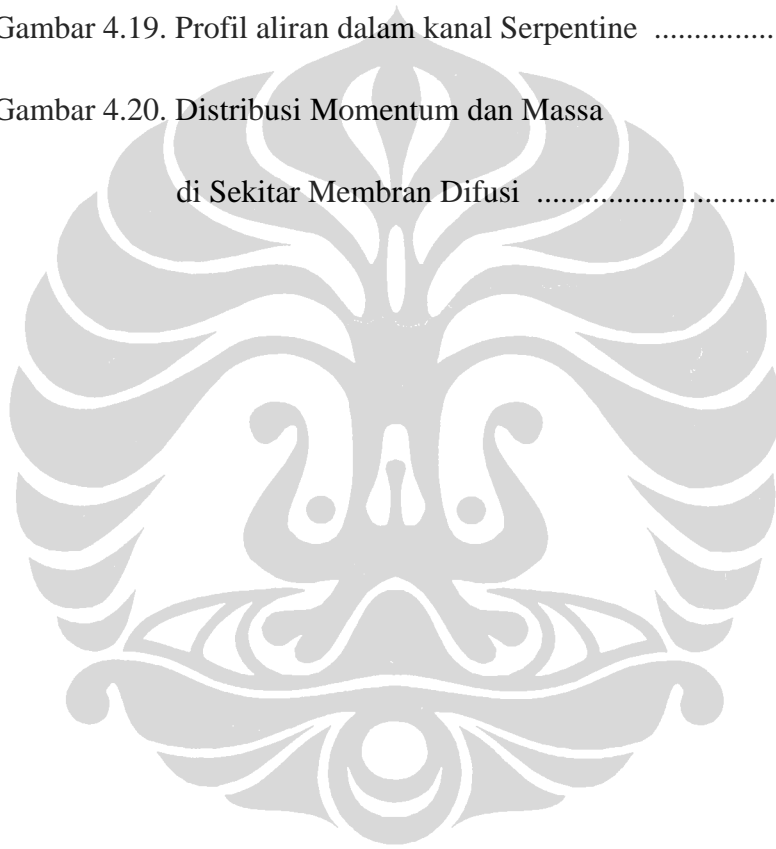 Gambar 4.19. Profil aliran dalam kanal Serpentine ...............
Gambar 4.20. Distribusi Momentum dan Massa
di Sekitar Membran Difusi ..............................